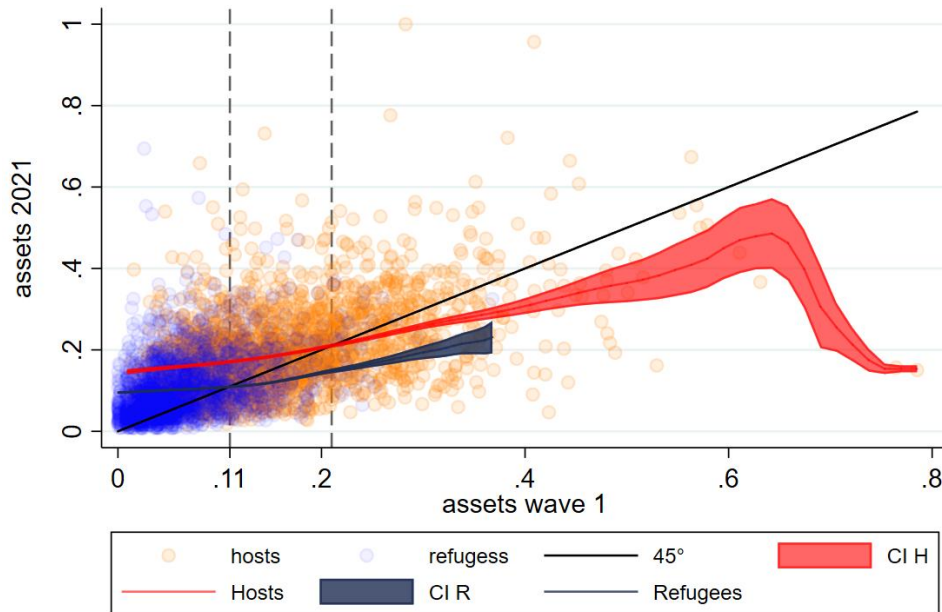 1
.8
.6
.4
.2
0
assets 2021
0 .11 .2 .4 .6 .8
assets wave 1
hosts refugess 45° CI H
Hosts CI R Refugees